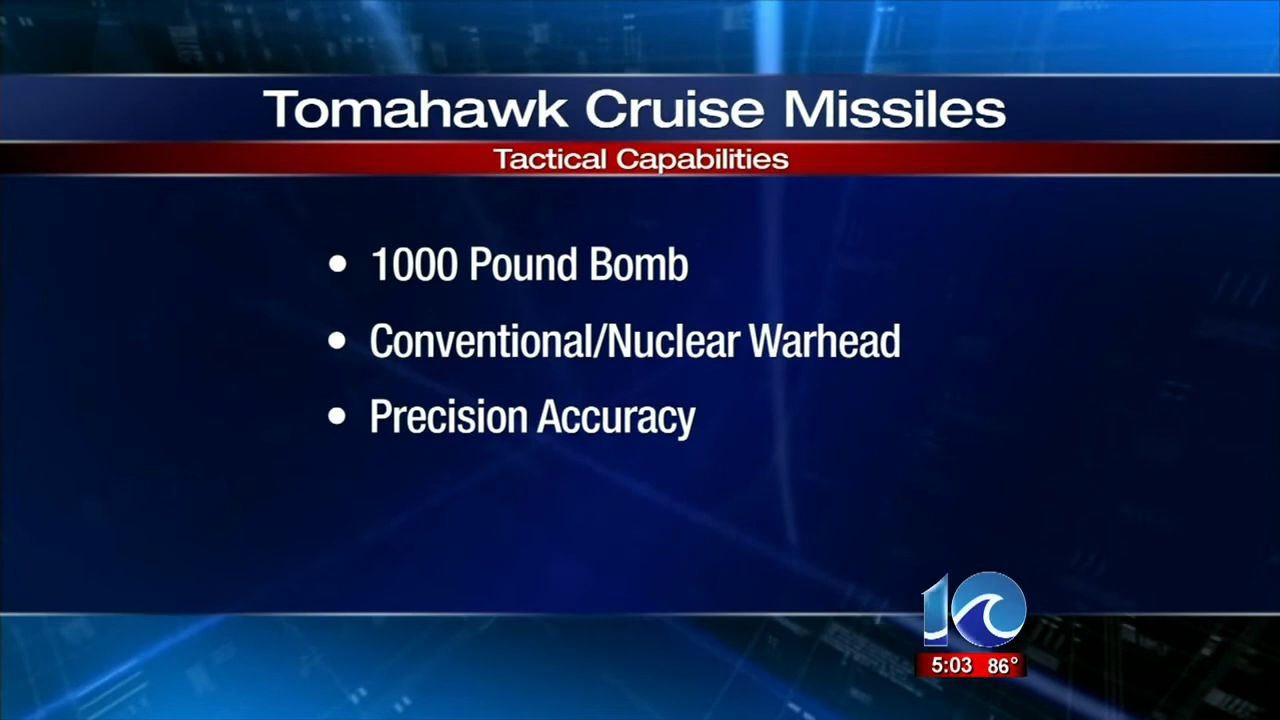 Tomahawk Cruise Missiles
Tactical Capabilities
• 1000 Pound Bomb
• Conventional/Nuclear Warhead
• Precision Accuracy
10
5:03 86°